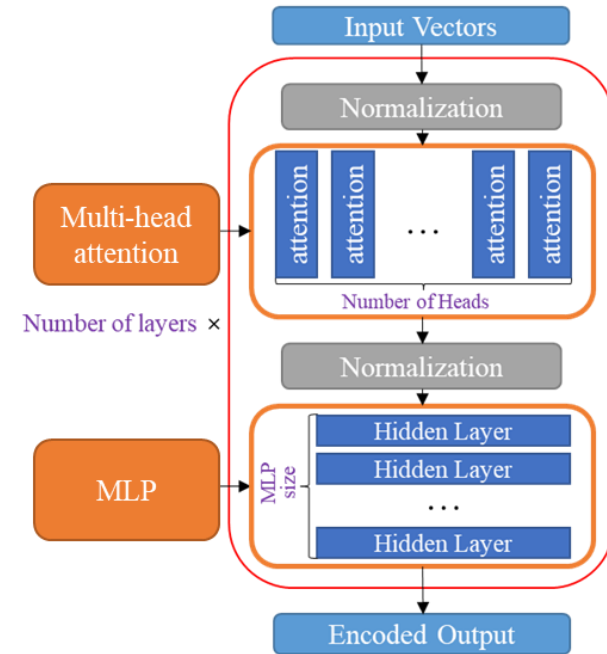 Input Vectors
Normalization
attention
attention
...
attention
attention
Multi-head
attention
Number of Heads
Number of layers ×
Normalization
Hidden Layer
Hidden Layer
...
Hidden Layer
MLP
size
MLP
Encoded Output